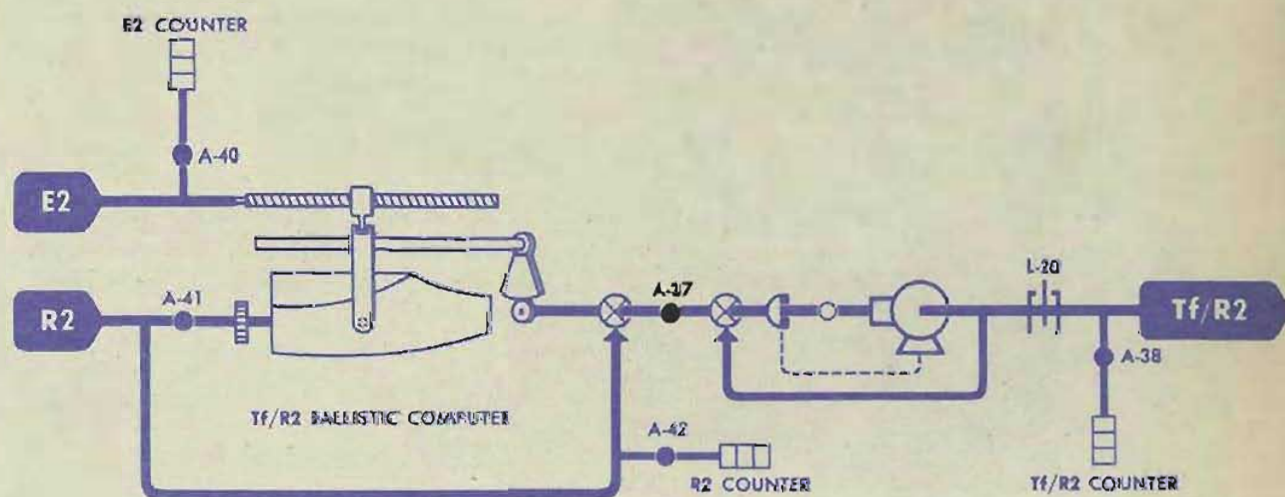 E2 COUNTER
A-40
E2
R2
A-41
Tf/R2 BALLISTIC COMPUTER
A-37
L-20
Tf/R2
A-38
A-42
R2 COUNTER
Tf/R2 COUNTER